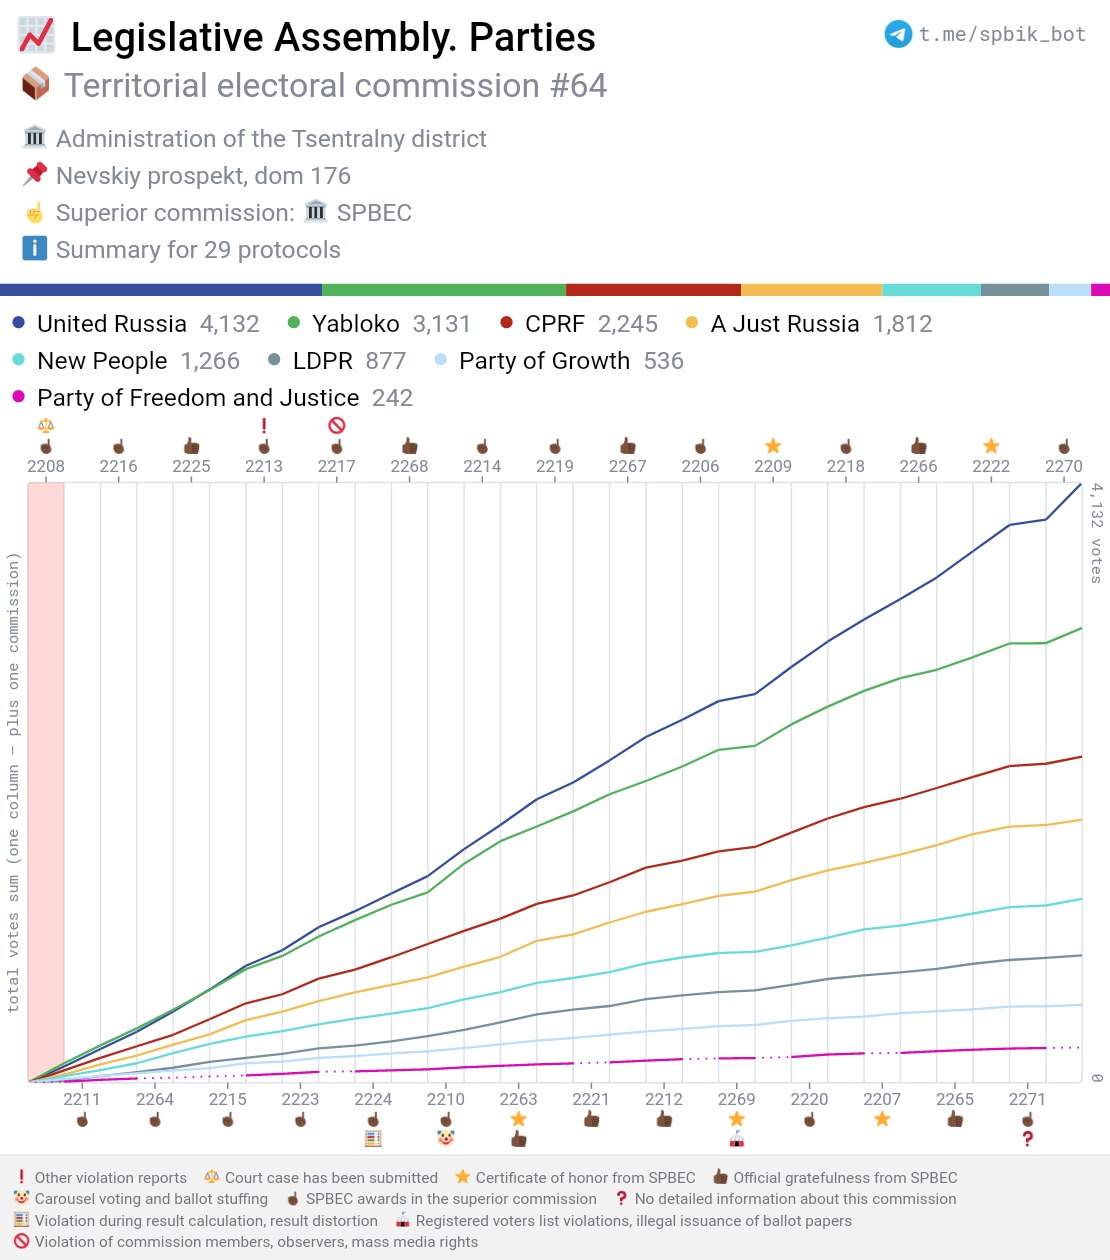 Legislative Assembly. Parties
t.me/spbik_bot
Territorial electoral commission #64
Administration of the Tsentralny district
Nevskiy prospekt, dom 176
Superior commission: SPBEC
Summary for 29 protocols
United Russia 4,132 Yabloko 3,131 CPRF 2,245 A Just Russia 1,812
New People 1,266 LDPR 877 Party of Growth 536
Party of Freedom and Justice 242
2208 2216 2225 2213 2217 2268 2214 2219 2267 2206 2209 2218 2266 2222 2270
total votes sum (one column – plus one commission)
4,132 votes
0
2211 2264 2215 2223 2224 2210 2263 2221 2212 2269 2220 2207 2265 2271
Other violation reports Court case has been submitted Certificate of honor from SPBEC Official gratefulness from SPBEC
Carousel voting and ballot stuffing SPBEC awards in the superior commission No detailed information about this commission
Violation during result calculation, result distortion Registered voters list violations, illegal issuance of ballot papers
Violation of commission members, observers, mass media rights